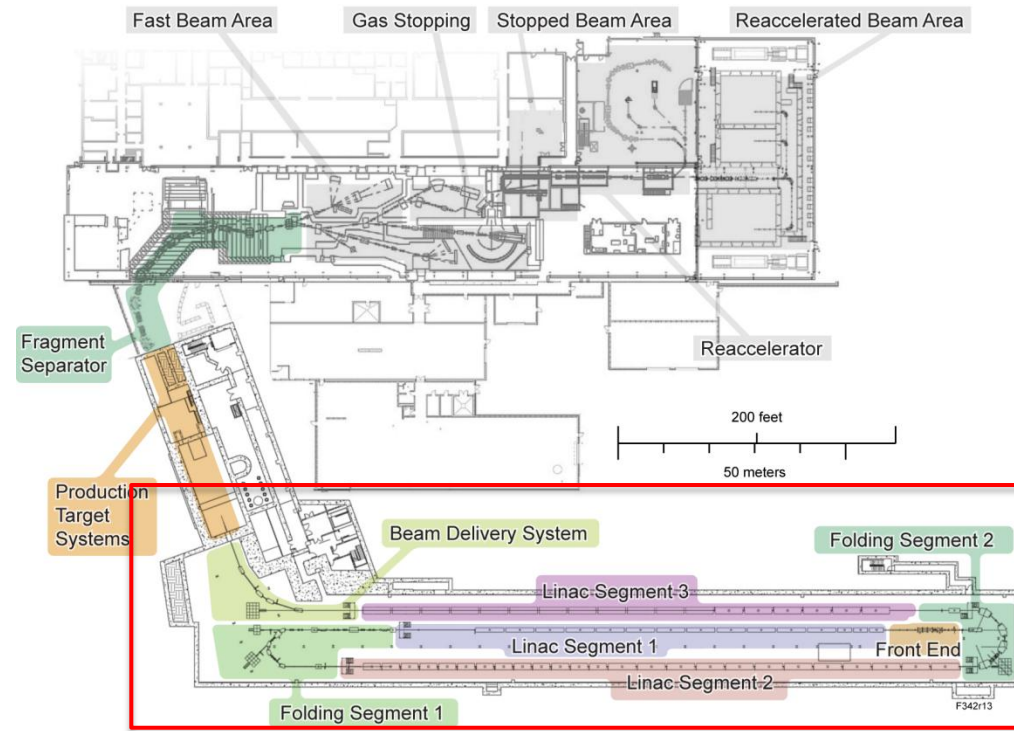 Fast Beam Area
Gas Stopping
Stopped Beam Area
Reaccelerated Beam Area
Fragment
Separator
Reaccelerator
200 feet
50 meters
Production
Target
Systems
Beam Delivery System
Folding Segment 2
Linac Segment 3
Linac Segment 1
Front End
Linac Segment 2
Folding Segment 1
F342r13